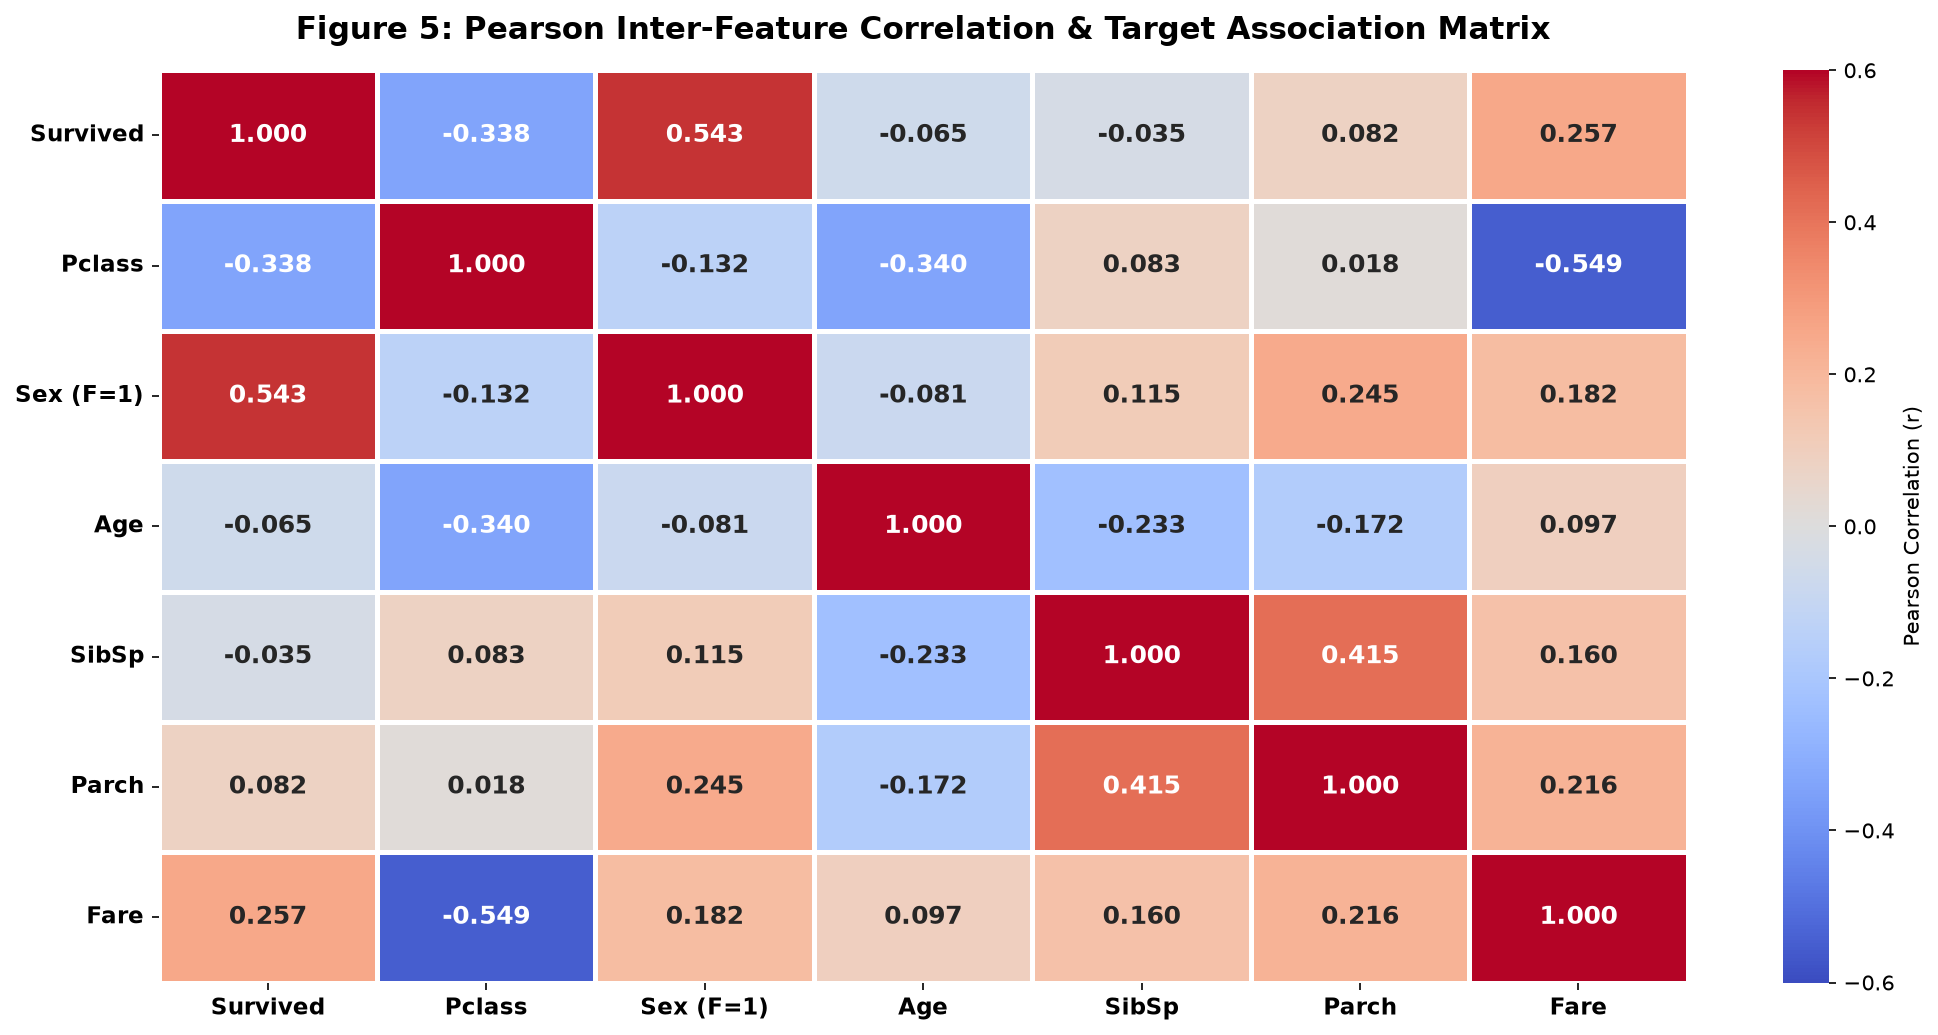 Figure 5: Pearson Inter-Feature Correlation & Target Association Matrix
Survived 1.000 -0.338 0.543 -0.065 -0.035 0.082 0.257
Pclass -0.338 1.000 -0.132 -0.340 0.083 0.018 -0.549
Sex (F=1) 0.543 -0.132 1.000 -0.081 0.115 0.245 0.182
Age -0.065 -0.340 -0.081 1.000 -0.233 -0.172 0.097
SibSp -0.035 0.083 0.115 -0.233 1.000 0.415 0.160
Parch 0.082 0.018 0.245 -0.172 0.415 1.000 0.216
Fare 0.257 -0.549 0.182 0.097 0.160 0.216 1.000
Survived Pclass Sex (F=1) Age SibSp Parch Fare
0.6
0.4
0.2
0.0
−0.2
−0.4
−0.6
Pearson Correlation (r)